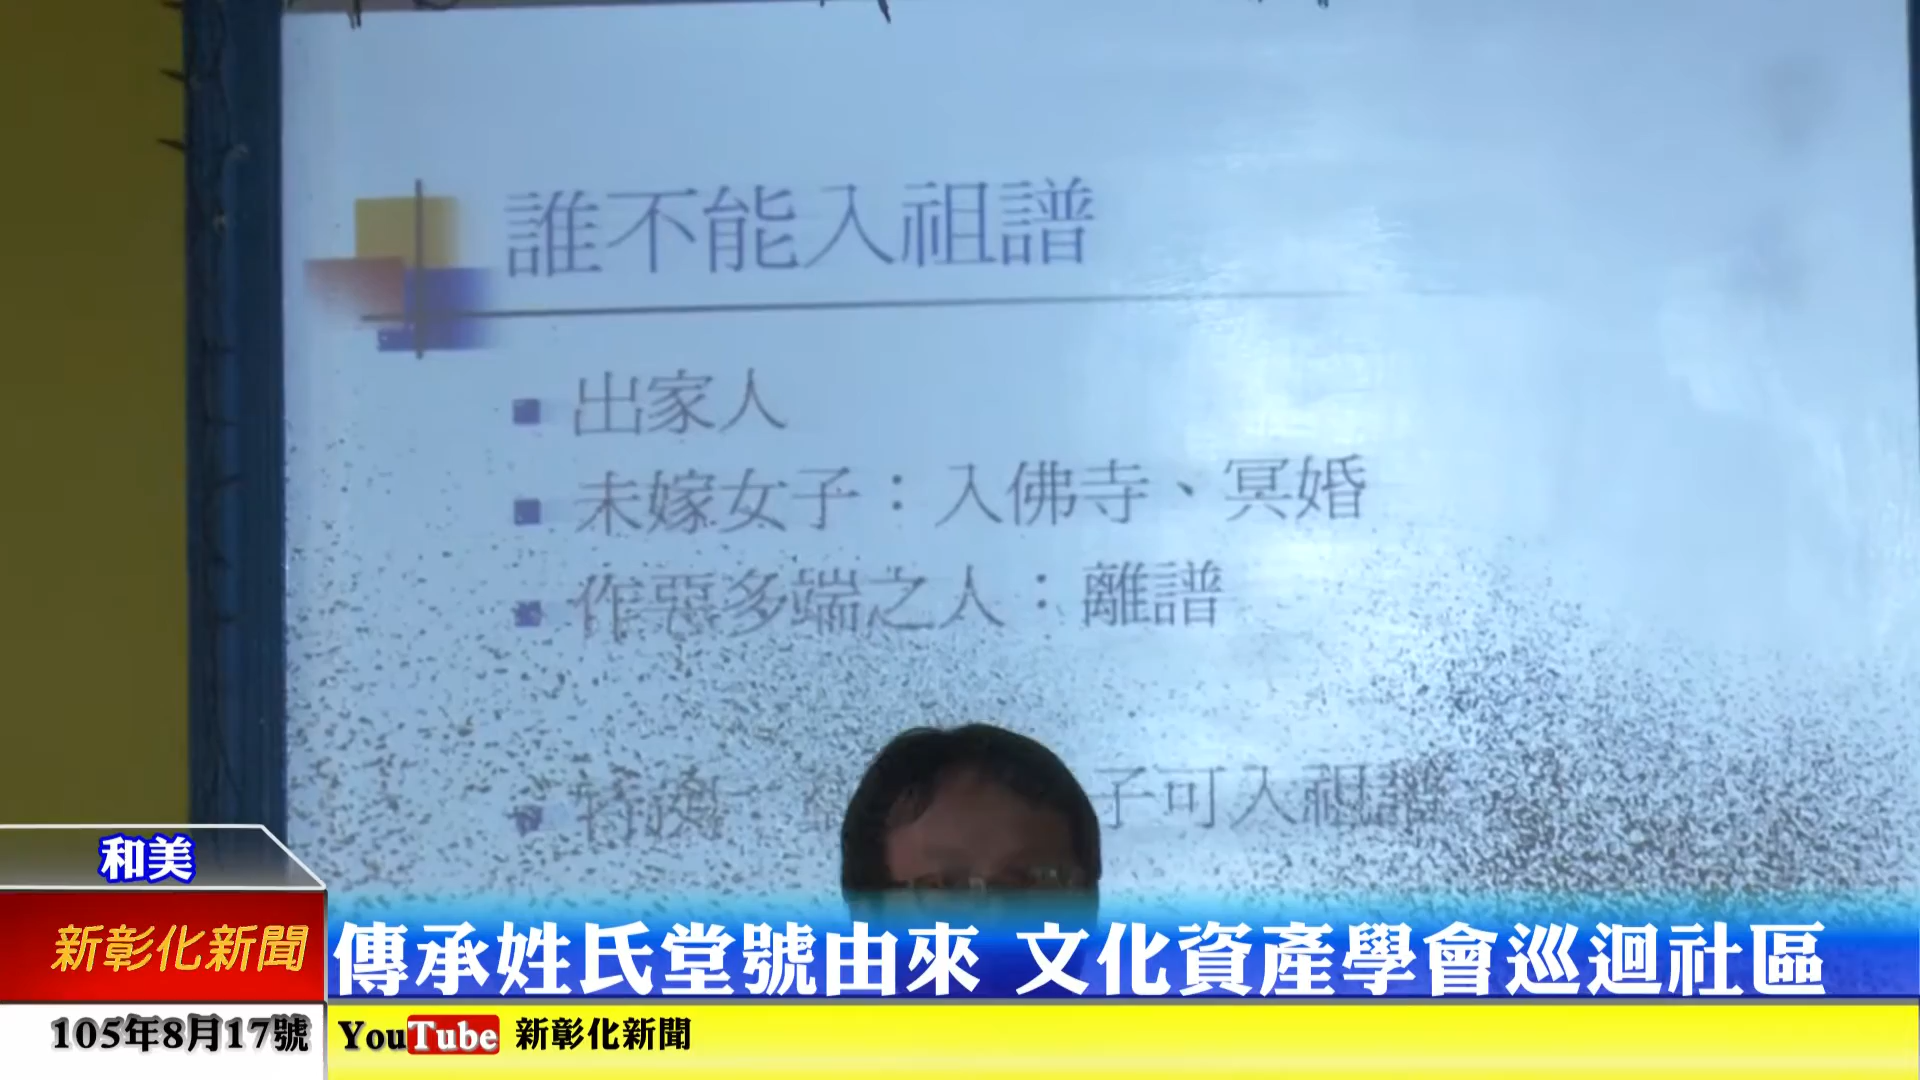 誰不能入祖譜
出家人
未嫁女子：入佛寺、冥婚
作惡多端之人：離譜
子可入祖譜
和美
新彰化新聞
傳承姓氏堂號由來 文化資產學會巡迴社區
105年8月17號
YouTube 新彰化新聞